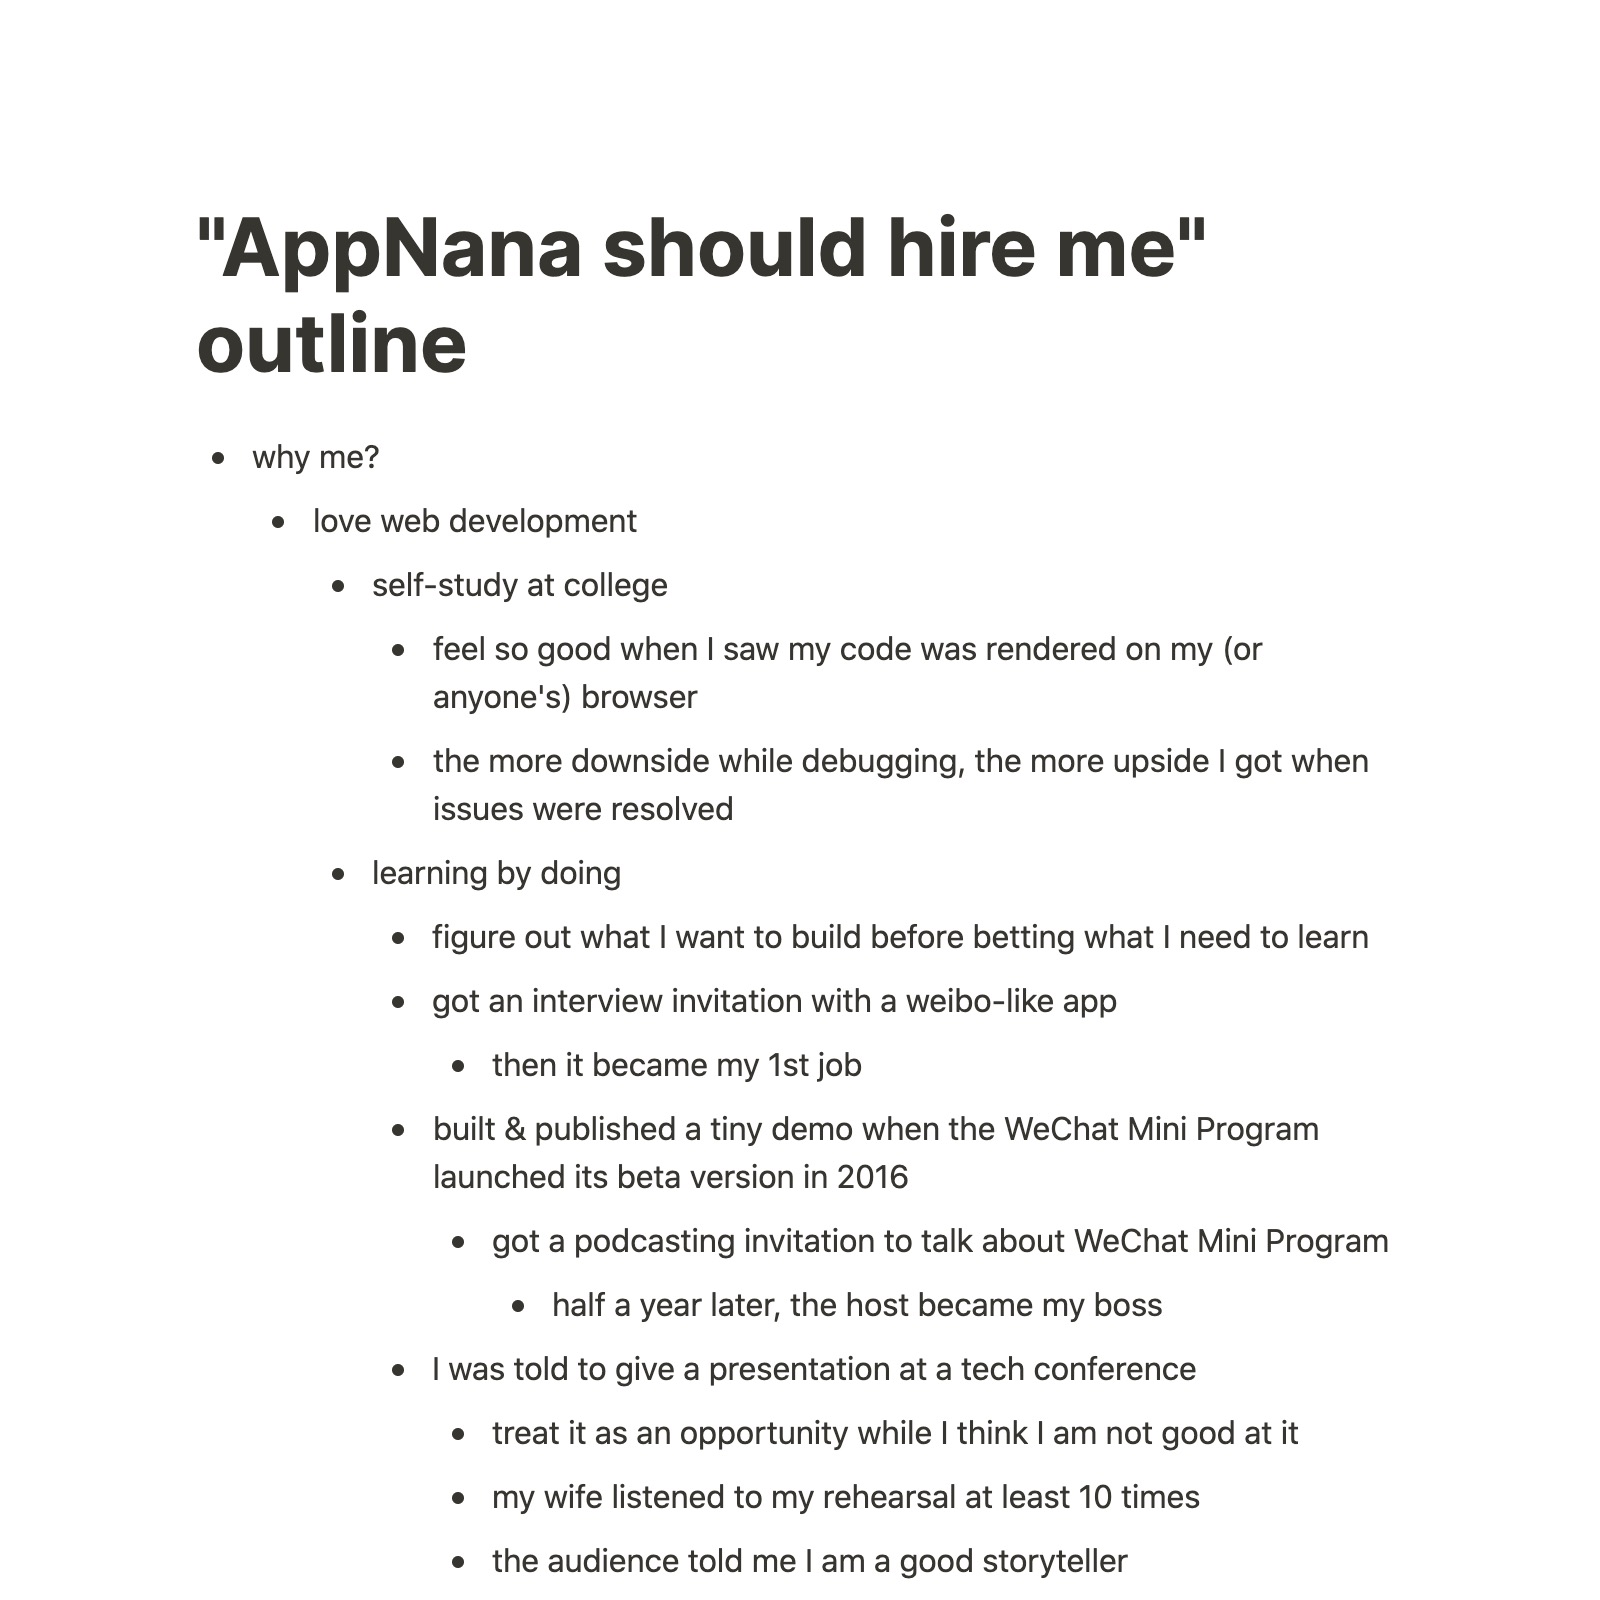 "AppNana should hire me"
outline
why me?
love web development
self-study at college
feel so good when I saw my code was rendered on my (or
anyone's) browser
the more downside while debugging, the more upside I got when
issues were resolved
learning by doing
figure out what I want to build before betting what I need to learn
got an interview invitation with a weibo-like app
then it became my 1st job
built & published a tiny demo when the WeChat Mini Program
launched its beta version in 2016
got a podcasting invitation to talk about WeChat Mini Program
half a year later, the host became my boss
I was told to give a presentation at a tech conference
treat it as an opportunity while I think I am not good at it
my wife listened to my rehearsal at least 10 times
the audience told me I am a good storyteller